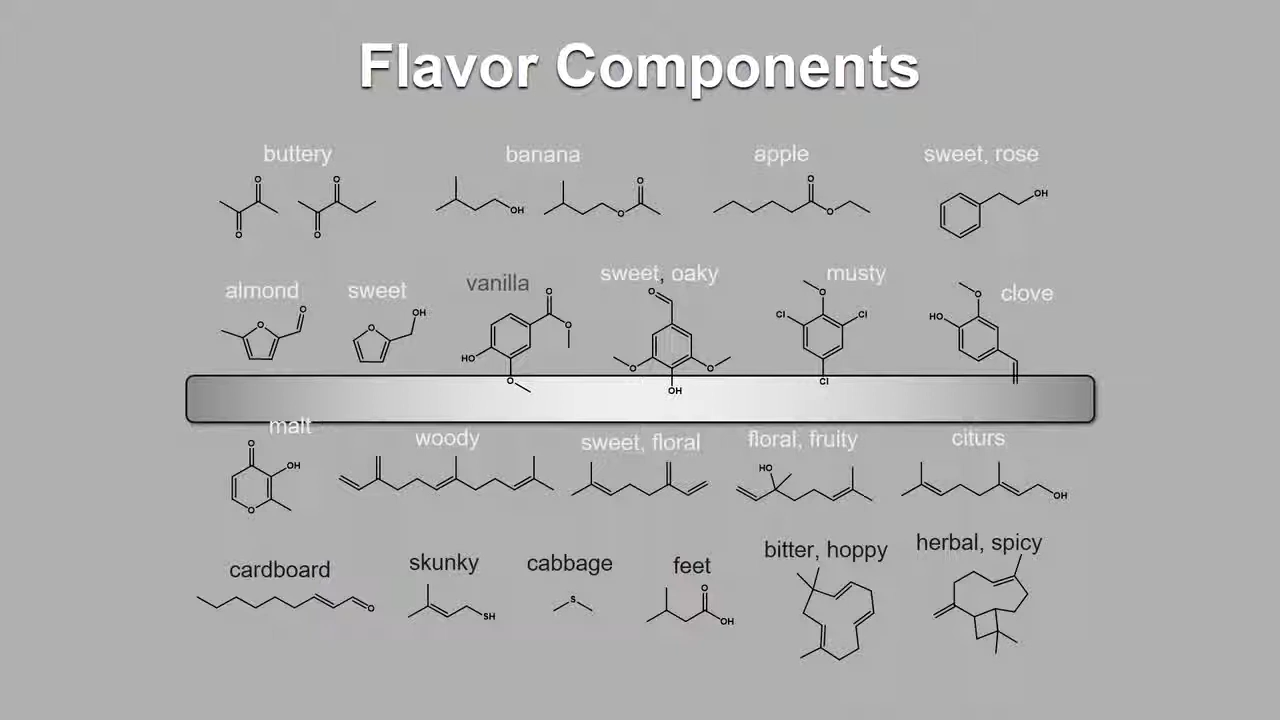 Flavor Components
buttery banana apple sweet, rose
O O O O OH O O OH
O O
almond sweet vanilla sweet, oaky musty clove
O O OH O OH O O HO O O O O Cl Cl O HO O
O OH Cl
malt woody sweet, floral floral, fruity citurs
O OH O HO OH
cardboard skunky cabbage feet bitter, hoppy herbal, spicy
O SH S O OH